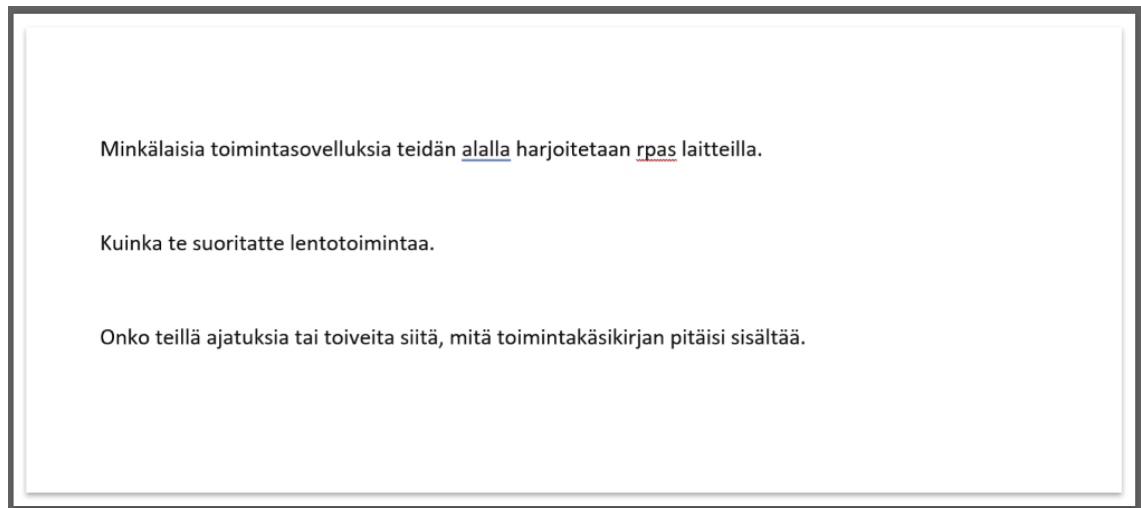 Minkälaisia toimintasovelluksia teidän alalla harjoitetaan rpas laitteilla.
Kuinka te suoritatte lentotoimintaa.
Onko teillä ajatuksia tai toiveita siitä, mitä toimintakäsikirjan pitäisi sisältää.